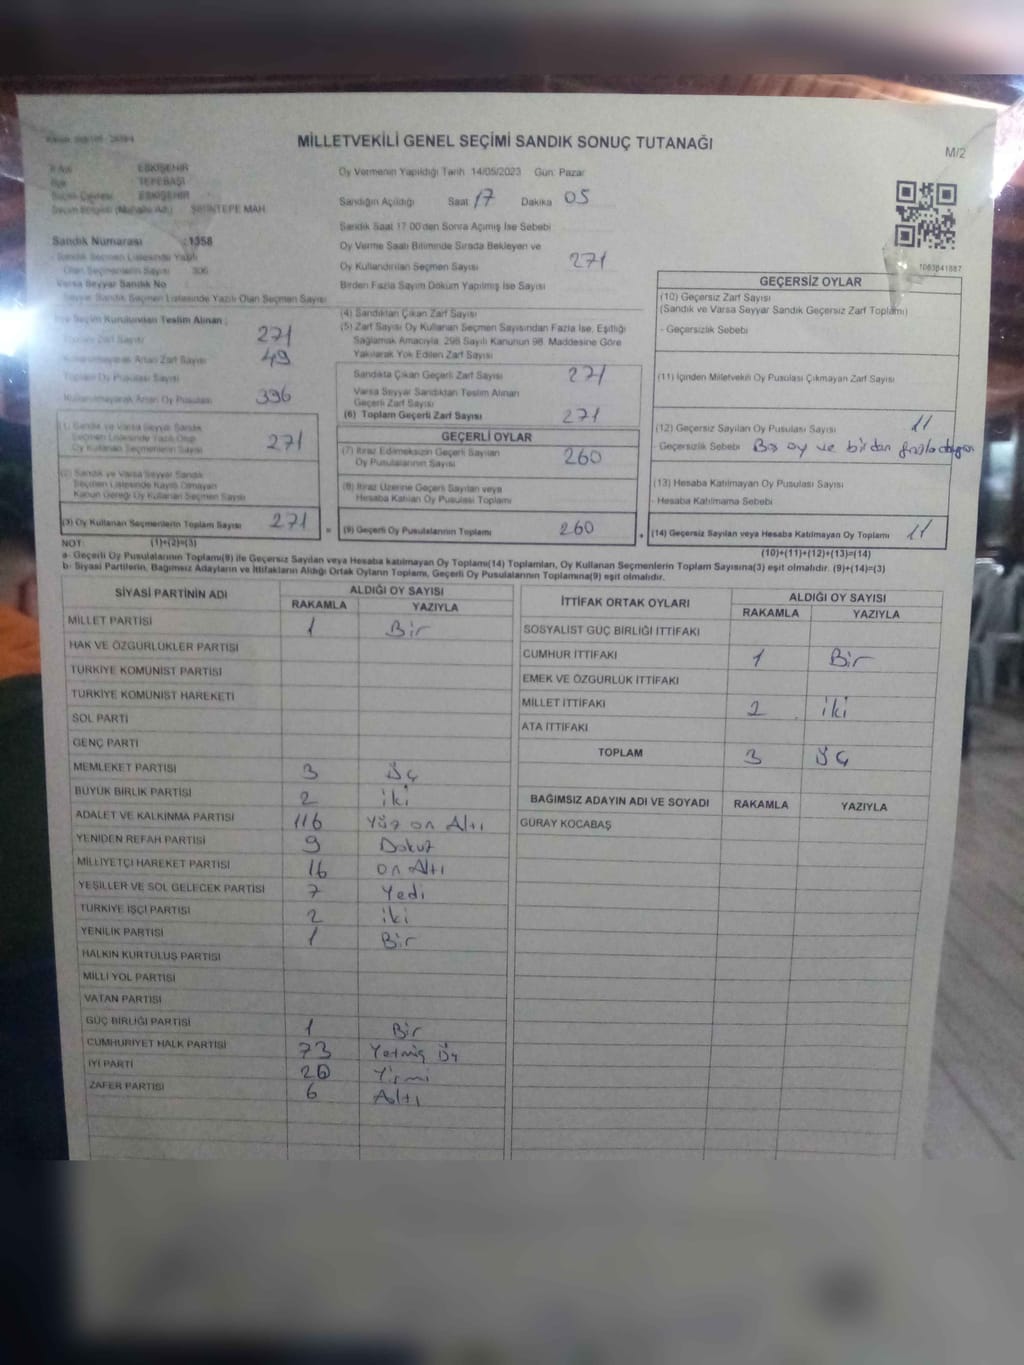 MİLLETVEKİLİ GENEL SEÇİMİ SANDIK SONUÇ TUTANAĞI
M/2
ESKİŞEHİR
TEPEBAŞI
ESKİŞEHİR
ŞİRİNTEPE MAH.
Sandık Numarası :1358
Oy Vermenin Yapıldığı Tarih 14/05/2023 Gün: Pazar
Sandığın Açıldığı Saat 17 Dakika 05
Sandık Saat 17.00'den Sonra Açılmış İse Sebebi
Oy Verme Saati Bitiminde Sırada Bekleyen ve
Oy Kullandırılan Seçmen Sayısı 271
Birden Fazla Sayım Döküm Yapılmış İse Sayısı
Sandık Seçmen Listesinde Yazılı
Olan Seçmenlerin Sayısı 306
Varsa Seyyar Sandık No
Seyyar Sandık Seçmen Listesinde Yazılı Olan Seçmen Sayısı
İlçe Seçim Kurulundan Teslim Alınan ;
Toplam Zarf Sayısı 271
Kullanılmayarak Artan Zarf Sayısı 49
Toplam Oy Pusulası Sayısı
Kullanılmayarak Artan Oy Pusulası 396
(1) Sandık ve Varsa Seyyar Sandık
Seçmen Listesinde Yazılı Olup
Oy Kullanan Seçmenlerin Sayısı 271
(2) Sandık ve Varsa Seyyar Sandık
Seçmen Listesinde Kayıtlı Olmayan
Kanun Gereği Oy Kullanan Seçmen Sayısı
(3) Oy Kullanan Seçmenlerin Toplam Sayısı 271 =
(4) Sandıktan Çıkan Zarf Sayısı
(5) Zarf Sayısı Oy Kullanan Seçmen Sayısından Fazla İse, Eşitliği
Sağlamak Amacıyla, 298 Sayılı Kanunun 98. Maddesine Göre
Yakılarak Yok Edilen Zarf Sayısı
Sandıkta Çıkan Geçerli Zarf Sayısı 271
Varsa Seyyar Sandıktan Teslim Alınan
Geçerli Zarf Sayısı
(6) Toplam Geçerli Zarf Sayısı 271
GEÇERLİ OYLAR
(7) İtiraz Edilmeksizin Geçerli Sayılan
Oy Pusulalarının Sayısı 260
(8) İtiraz Üzerine Geçerli Sayılan veya
Hesaba Katılan Oy Pusulası Toplamı
(9) Geçerli Oy Pusulalarının Toplamı 260 +
1063841887
GEÇERSİZ OYLAR
(10) Geçersiz Zarf Sayısı
(Sandık ve Varsa Seyyar Sandık Geçersiz Zarf Toplamı)
- Geçersizlik Sebebi
(11) İçinden Milletvekili Oy Pusulası Çıkmayan Zarf Sayısı
(12) Geçersiz Sayılan Oy Pusulası Sayısı 11
Geçersizlik Sebebi Boş oy ve birden fazla
(13) Hesaba Katılmayan Oy Pusulası Sayısı
- Hesaba Katılmama Sebebi
(14) Geçersiz Sayılan veya Hesaba Katılmayan Oy Toplamı 11
NOT: (1)+(2)=(3)
(10)+(11)+(12)+(13)=(14)
a- Geçerli Oy Pusulalarının Toplamı(9) ile Geçersiz Sayılan veya Hesaba katılmayan Oy Toplamı(14) Toplamları, Oy Kullanan Seçmenlerin Toplam Sayısına(3) eşit olmalıdır. (9)+(14)=(3)
b- Siyasi Partilerin, Bağımsız Adayların ve İttifakların Aldığı Ortak Oyların Toplamı, Geçerli Oy Pusulalarının Toplamına(9) eşit olmalıdır.
SİYASİ PARTİNİN ADI ALDIĞI OY SAYISI
RAKAMLA YAZIYLA
MİLLET PARTİSİ 1 Bir
HAK VE ÖZGÜRLÜKLER PARTİSİ
TÜRKİYE KOMÜNİST PARTİSİ
TÜRKİYE KOMÜNİST HAREKETİ
SOL PARTİ
GENÇ PARTİ
MEMLEKET PARTİSİ 3 Üç
BÜYÜK BİRLİK PARTİSİ 2 iki
ADALET VE KALKINMA PARTİSİ 116 Yüz on Altı
YENİDEN REFAH PARTİSİ 9 Dokuz
MİLLİYETÇİ HAREKET PARTİSİ 16 on Altı
YEŞİLLER VE SOL GELECEK PARTİSİ 7 Yedi
TÜRKİYE İŞÇİ PARTİSİ 2 iki
YENİLİK PARTİSİ 1 Bir
HALKIN KURTULUŞ PARTİSİ
MİLLİ YOL PARTİSİ
VATAN PARTİSİ
GÜÇ BİRLİĞİ PARTİSİ 1 Bir
CUMHURİYET HALK PARTİSİ 73 Yetmiş Üç
İYİ PARTİ 20 Yirmi
ZAFER PARTİSİ 6 Altı
İTTİFAK ORTAK OYLARI ALDIĞI OY SAYISI
RAKAMLA YAZIYLA
SOSYALİST GÜÇ BİRLİĞİ İTTİFAKI
CUMHUR İTTİFAKI 1 Bir
EMEK VE ÖZGÜRLÜK İTTİFAKI
MİLLET İTTİFAKI 2 iki
ATA İTTİFAKI
TOPLAM 3 Üç
BAĞIMSIZ ADAYIN ADI VE SOYADI RAKAMLA YAZIYLA
GÜRAY KOCABAŞ